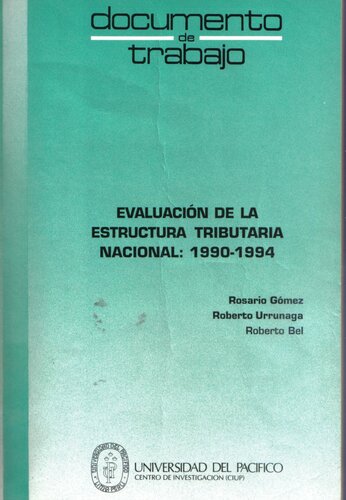 documento
de
trabajo
EVALUACIÓN DE LA
ESTRUCTURA TRIBUTARIA
NACIONAL: 1990-1994
Rosario Gómez
Roberto Urrunaga
Roberto Bel
UNIVERSIDAD DEL PACIFICO
CENTRO DE INVESTIGACIÓN (CIUP)